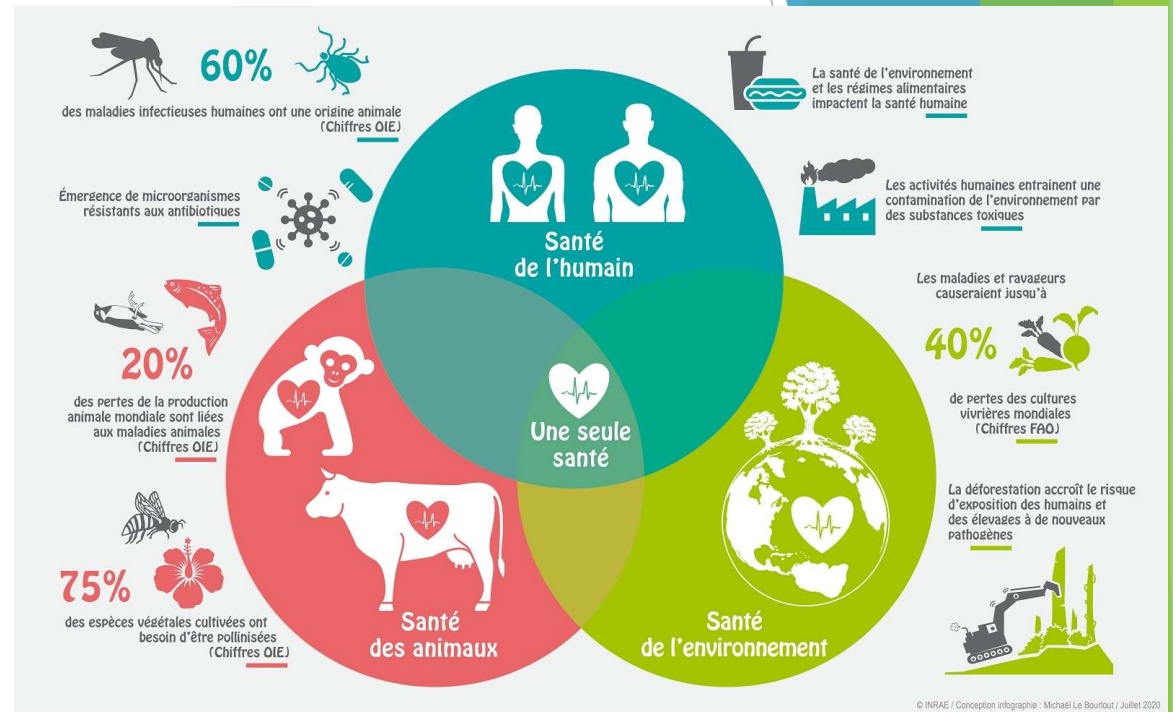 60%
des maladies infectieuses humaines ont une origine animale
(Chiffres OIE)
Émergence de microorganismes
résistants aux antibiotiques
20%
des pertes de la production
animale mondiale sont liées
aux maladies animales
(Chiffres OIE)
75%
des espèces végétales cultivées ont
besoin d'être pollinisées
(Chiffres OIE)
Santé
de l'humain
Une seule
santé
Santé
des animaux
Santé
de l'environnement
La santé de l'environnement
et les régimes alimentaires
impactent la santé humaine
Les activités humaines entrainent une
contamination de l'environnement par
des substances toxiques
Les maladies et ravageurs
causeraient jusqu'à
40%
de pertes des cultures
vivrières mondiales
(Chiffres FAO)
La déforestation accroît le risque
d'exposition des humains et
des élevages à de nouveaux
pathogènes
© INRAE / Conception infographie : Michaël Le Bourlout / Juillet 2020